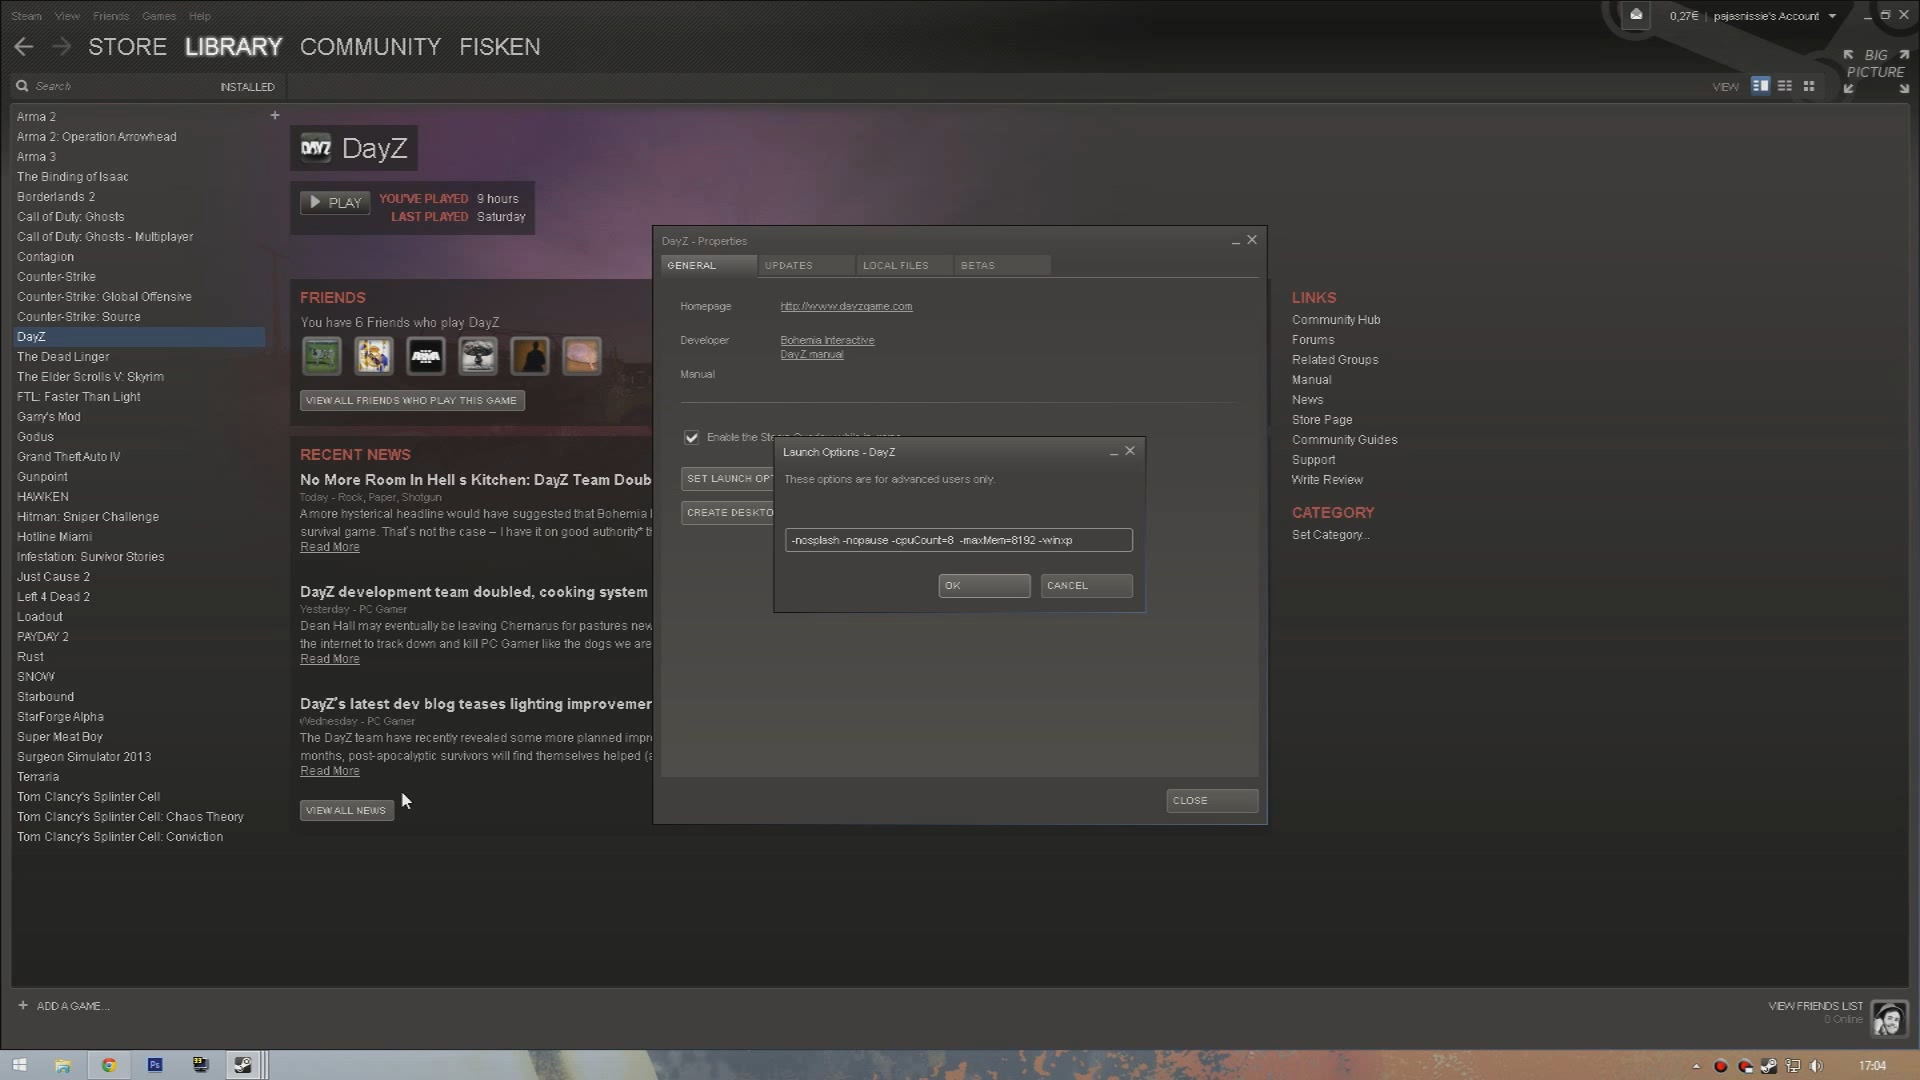 Steam View Friends Games Help
0,27€ pajasnissie's Account
STORE LIBRARY COMMUNITY FISKEN
BIG PICTURE
Search INSTALLED
VIEW
Arma 2
Arma 2: Operation Arrowhead
Arma 3
The Binding of Isaac
Borderlands 2
Call of Duty: Ghosts
Call of Duty: Ghosts - Multiplayer
Contagion
Counter-Strike
Counter-Strike: Global Offensive
Counter-Strike: Source
DayZ
The Dead Linger
The Elder Scrolls V: Skyrim
FTL: Faster Than Light
Garry's Mod
Godus
Grand Theft Auto IV
Gunpoint
HAWKEN
Hitman: Sniper Challenge
Hotline Miami
Infestation: Survivor Stories
Just Cause 2
Left 4 Dead 2
Loadout
PAYDAY 2
Rust
SNOW
Starbound
StarForge Alpha
Super Meat Boy
Surgeon Simulator 2013
Terraria
Tom Clancy's Splinter Cell
Tom Clancy's Splinter Cell: Chaos Theory
Tom Clancy's Splinter Cell: Conviction
DAYZ DayZ
PLAY
YOU'VE PLAYED 9 hours
LAST PLAYED Saturday
FRIENDS
You have 6 Friends who play DayZ
ARMA
VIEW ALL FRIENDS WHO PLAY THIS GAME
RECENT NEWS
No More Room In Hell s Kitchen: DayZ Team Doub
Today - Rock, Paper, Shotgun
A more hysterical headline would have suggested that Bohemia I
survival game. That's not the case – I have it on good authority* th
Read More
DayZ development team doubled, cooking system
Yesterday - PC Gamer
Dean Hall may eventually be leaving Chernarus for pastures new
the internet to track down and kill PC Gamer like the dogs we are
Read More
DayZ's latest dev blog teases lighting improvemer
Wednesday - PC Gamer
The DayZ team have recently revealed some more planned impr
months, post-apocalyptic survivors will find themselves helped (a
Read More
VIEW ALL NEWS
DayZ - Properties
GENERAL UPDATES LOCAL FILES BETAS
Homepage http://www.dayzgame.com
Developer Bohemia Interactive
DayZ manual
Manual
Enable the Steam Overlay while in-game
SET LAUNCH OPT
CREATE DESKTO
Launch Options - DayZ
These options are for advanced users only.
-nosplash -nopause -cpuCount=8 -maxMem=8192 -winxp
OK CANCEL
CLOSE
LINKS
Community Hub
Forums
Related Groups
Manual
News
Store Page
Community Guides
Support
Write Review
CATEGORY
Set Category...
ADD A GAME...
VIEW FRIENDS LIST
8 Online
Ps
17:04